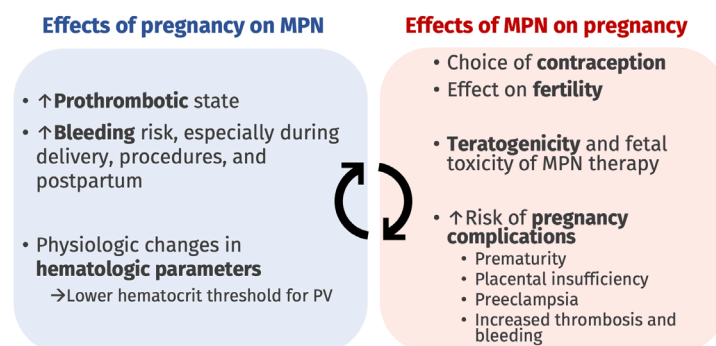 Effects of pregnancy on MPN
• ↑Prothrombotic state
• ↑Bleeding risk, especially during
delivery, procedures, and
postpartum
• Physiologic changes in
hematologic parameters
→Lower hematocrit threshold for PV
Effects of MPN on pregnancy
• Choice of contraception
• Effect on fertility
• Teratogenicity and fetal
toxicity of MPN therapy
• ↑Risk of pregnancy
complications
• Prematurity
• Placental insufficiency
• Preeclampsia
• Increased thrombosis and
bleeding